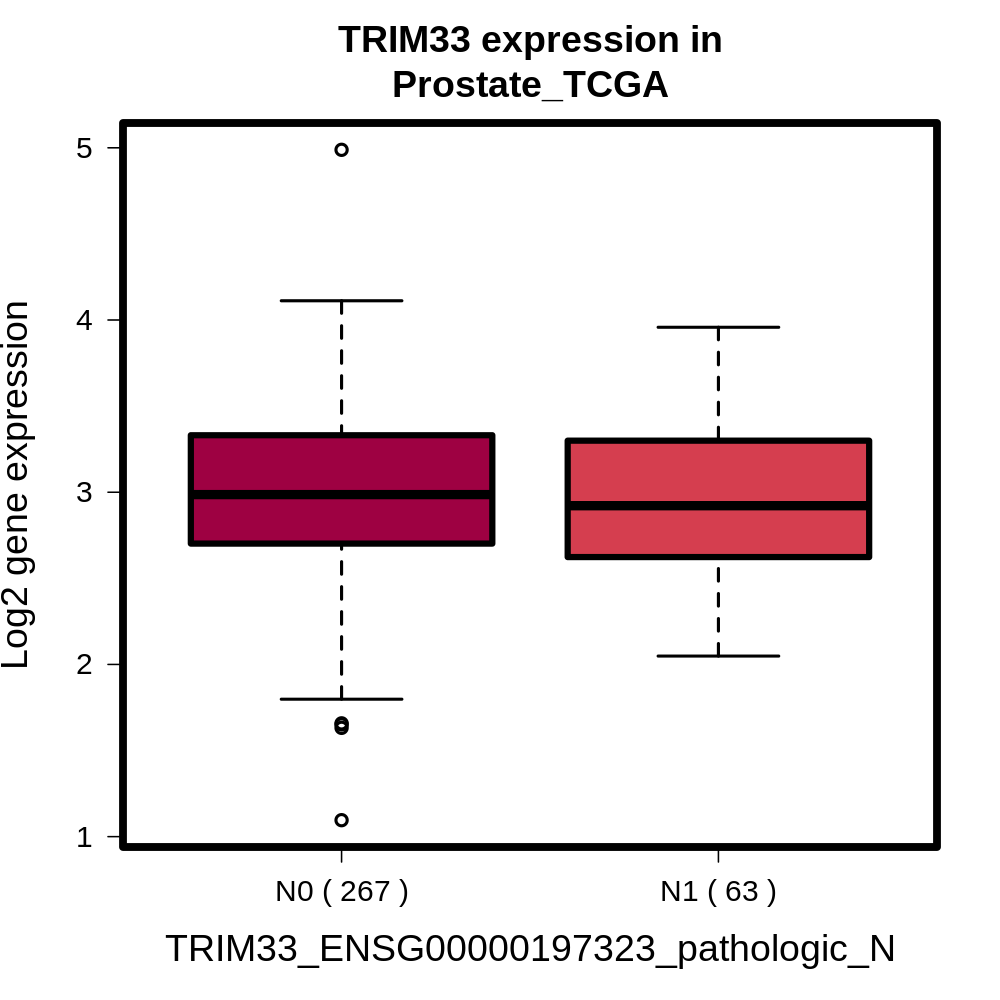 TRIM33 expression in
Prostate_TCGA
Log2 gene expression
5
4
3
2
1
N0 ( 267 )
N1 ( 63 )
TRIM33_ENSG00000197323_pathologic_N